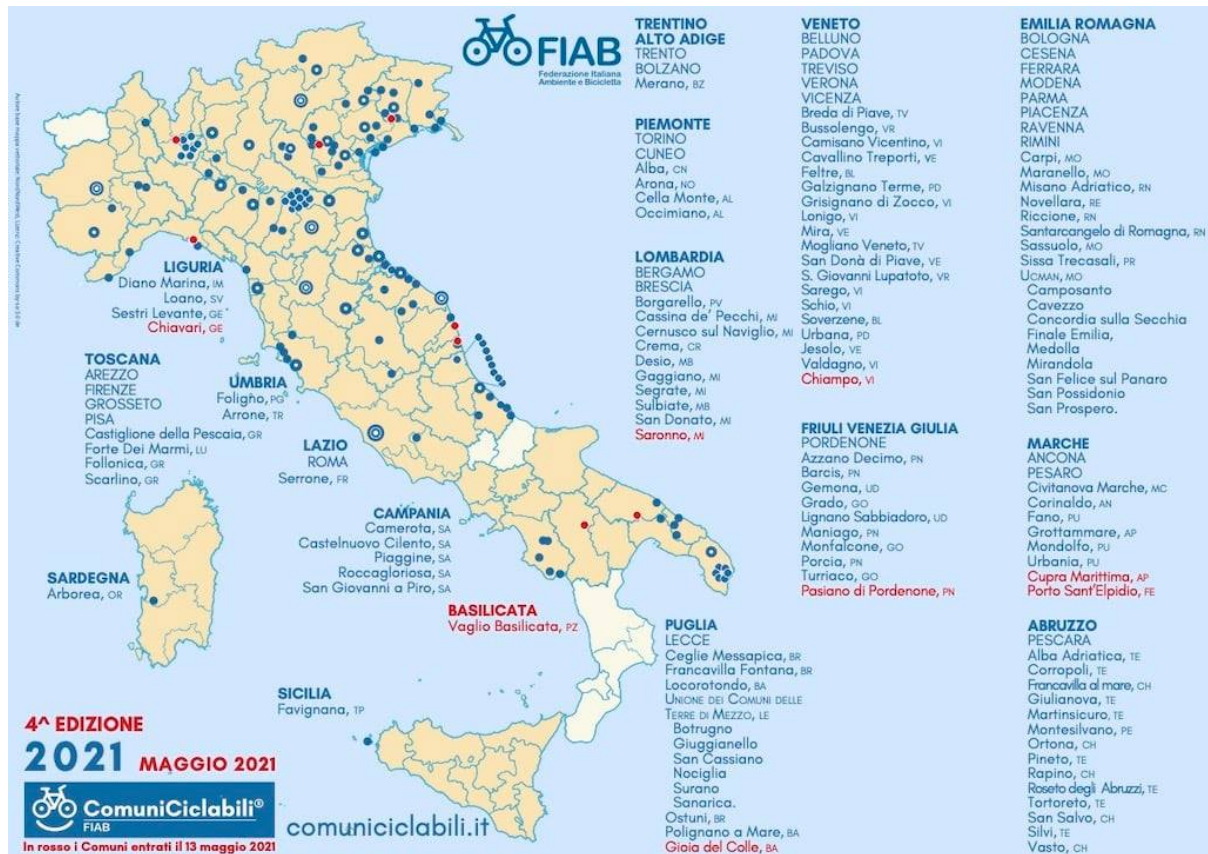 FIAB
Federazione Italiana
Ambiente e Bicicletta
TRENTINO
ALTO ADIGE
TRENTO
BOLZANO
Merano, BZ
PIEMONTE
TORINO
CUNEO
Alba, CN
Arona, NO
Cella Monte, AL
Occimiano, AL
LOMBARDIA
BERGAMO
BRESCIA
Borgarello, PV
Cassina de' Pecchi, MI
Cernusco sul Naviglio, MI
Crema, CR
Desio, MB
Gaggiano, MI
Segrate, MI
Sulbiate, MB
San Donato, MI
Saronno, MI
VENETO
BELLUNO
PADOVA
TREVISO
VERONA
VICENZA
Breda di Piave, TV
Bussolengo, VR
Camisano Vicentino, VI
Cavallino Treporti, VE
Feltre, BL
Galzignano Terme, PD
Grisignano di Zocco, VI
Lonigo, VI
Mira, VE
Mogliano Veneto, TV
San Donà di Piave, VE
S. Giovanni Lupatoto, VR
Sarego, VI
Schio, VI
Soverzene, BL
Urbana, PD
Jesolo, VE
Valdagno, VI
Chiampo, VI
FRIULI VENEZIA GIULIA
PORDENONE
Azzano Decimo, PN
Barcis, PN
Gemona, UD
Grado, GO
Lignano Sabbiadoro, UD
Maniago, PN
Monfalcone, GO
Porcia, PN
Turriaco, GO
Pasiano di Pordenone, PN
EMILIA ROMAGNA
BOLOGNA
CESENA
FERRARA
MODENA
PARMA
PIACENZA
RAVENNA
RIMINI
Carpi, MO
Maranello, MO
Misano Adriatico, RN
Novellara, RE
Riccione, RN
Santarcangelo di Romagna, RN
Sassuolo, MO
Sissa Trecasali, PR
UCMAN, MO
Camposanto
Cavezzo
Concordia sulla Secchia
Finale Emilia,
Medolla
Mirandola
San Felice sul Panaro
San Possidonio
San Prospero.
MARCHE
ANCONA
PESARO
Civitanova Marche, MC
Corinaldo, AN
Fano, PU
Grottammare, AP
Mondolfo, PU
Urbania, PU
Cupra Marittima, AP
Porto Sant'Elpidio, FE
ABRUZZO
PESCARA
Alba Adriatica, TE
Corropoli, TE
Francavilla al mare, CH
Giulianova, TE
Martinsicuro, TE
Montesilvano, PE
Ortona, CH
Pineto, TE
Rapino, CH
Roseto degli Abruzzi, TE
Tortoreto, TE
San Salvo, CH
Silvi, TE
Vasto, CH
LIGURIA
Diano Marina, IM
Loano, SV
Sestri Levante, GE
Chiavari, GE
TOSCANA
AREZZO
FIRENZE
GROSSETO
PISA
Castiglione della Pescaia, GR
Forte Dei Marmi, LU
Follonica, GR
Scarlino, GR
UMBRIA
Foligno, PG
Arrone, TR
LAZIO
ROMA
Serrone, FR
CAMPANIA
Camerota, SA
Castelnuovo Cilento, SA
Piaggine, SA
Roccagloriosa, SA
San Giovanni a Piro, SA
SARDEGNA
Arborea, OR
BASILICATA
Vaglio Basilicata, PZ
PUGLIA
LECCE
Ceglie Messapica, BR
Francavilla Fontana, BR
Locorotondo, BA
UNIONE DEI COMUNI DELLE
TERRE DI MEZZO, LE
Botrugno
Giuggianello
San Cassiano
Nociglia
Surano
Sanarica.
Ostuni, BR
Polignano a Mare, BA
Gioia del Colle, BA
SICILIA
Favignana, TP
4^ EDIZIONE
2021 MAGGIO 2021
ComuniCiclabili®
FIAB
comuniciclabili.it
In rosso i Comuni entrati il 13 maggio 2021